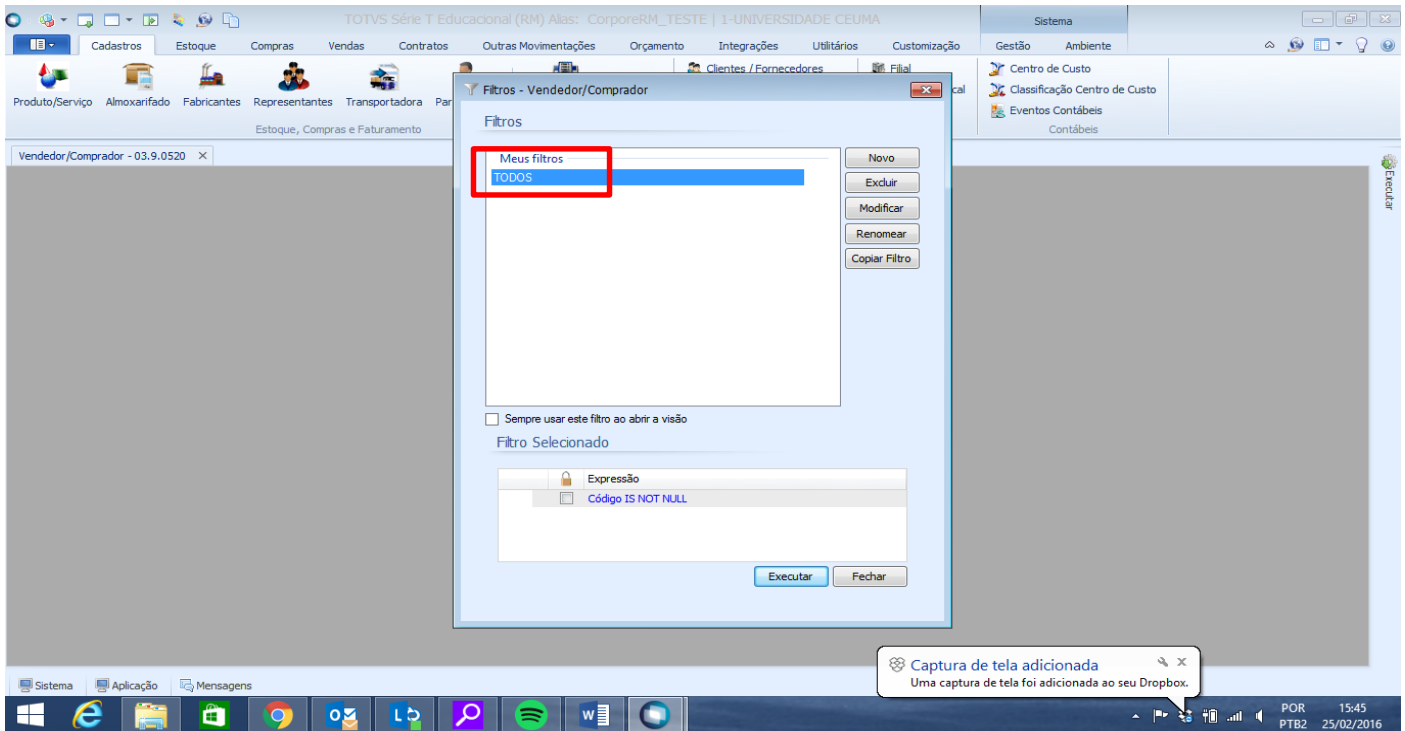 TOTVS Série T Educacional (RM) Alias: CorporeRM_TESTE | 1-UNIVERSIDADE CEUMA
Sistema
Cadastros Estoque Compras Vendas Contratos Outras Movimentações Orçamento Integrações Utilitários Customização Gestão Ambiente
Clientes / Fornecedores Filial Centro de Custo
Produto/Serviço Almoxarifado Fabricantes Representantes Transportadora Par cal Classificação Centro de Custo
Eventos Contábeis
Estoque, Compras e Faturamento Contábeis
Vendedor/Comprador - 03.9.0520
Executar
Filtros - Vendedor/Comprador
Filtros
Meus filtros
TODOS
Novo
Excluir
Modificar
Renomear
Copiar Filtro
Sempre usar este filtro ao abrir a visão
Filtro Selecionado
Expressão
Código IS NOT NULL
Executar Fechar
Captura de tela adicionada
Uma captura de tela foi adicionada ao seu Dropbox.
Sistema Aplicação Mensagens
POR 15:45
PTB2 25/02/2016